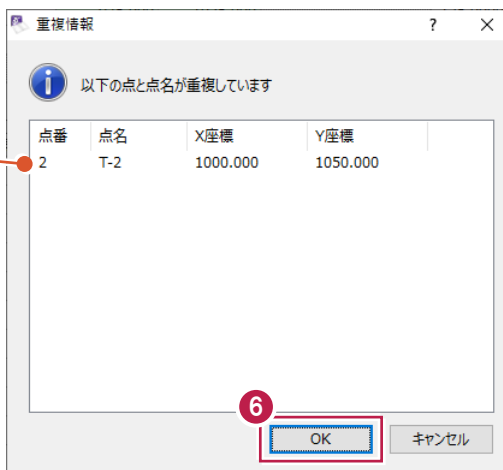 重複情報
以下の点と点名が重複しています
点番 点名 X座標 Y座標
2 T-2 1000.000 1050.000
6
OK キャンセル